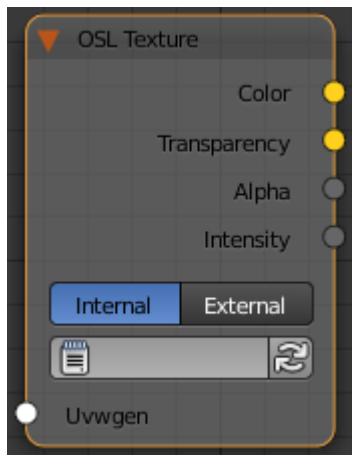 OSL Texture
Color
Transparency
Alpha
Intensity
Internal External
Uvwgen